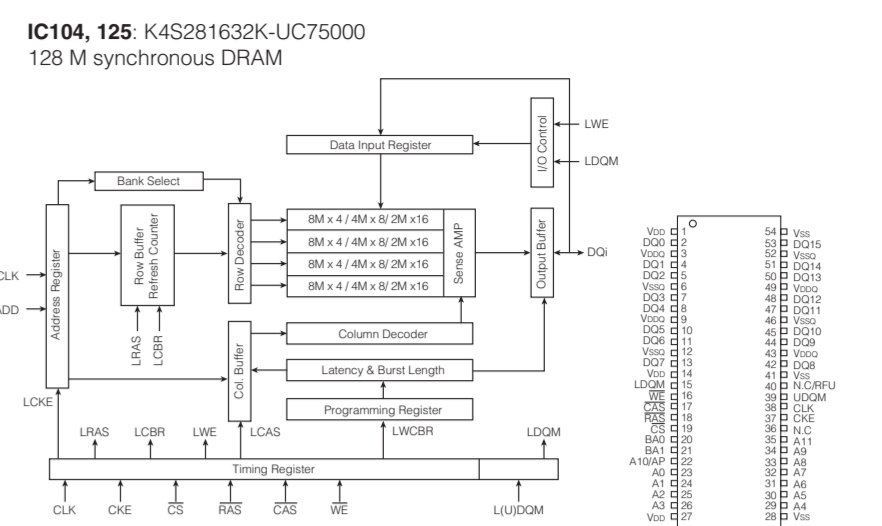 IC104, 125: K4S281632K-UC75000
128 M synchronous DRAM
LWE
I/O Control
LDQM
Data Input Register
Bank Select
CLK
ADD
Address Register
Row Buffer
Refresh Counter
LRAS
LCBR
Row Decoder
8M x 4 / 4M x 8/ 2M x16
8M x 4 / 4M x 8/ 2M x16
8M x 4 / 4M x 8/ 2M x16
8M x 4 / 4M x 8/ 2M x16
Sense AMP
Output Buffer
DQi
Column Decoder
Col. Buffer
Latency & Burst Length
Programming Register
LCKE
LRAS
LCBR
LWE
LCAS
LWCBR
LDQM
Timing Register
CLK
CKE
CS
RAS
CAS
WE
L(U)DQM
VDD 1 54 VSS
DQ0 2 53 DQ15
VDDQ 3 52 VSSQ
DQ1 4 51 DQ14
DQ2 5 50 DQ13
VSSQ 6 49 VDDQ
DQ3 7 48 DQ12
DQ4 8 47 DQ11
VDDQ 9 46 VSSQ
DQ5 10 45 DQ10
DQ6 11 44 DQ9
VSSQ 12 43 VDDQ
DQ7 13 42 DQ8
VDD 14 41 VSS
LDQM 15 40 N.C/RFU
WE 16 39 UDQM
CAS 17 38 CLK
RAS 18 37 CKE
CS 19 36 N.C
BA0 20 35 A11
BA1 21 34 A9
A10/AP 22 33 A8
A0 23 32 A7
A1 24 31 A6
A2 25 30 A5
A3 26 29 A4
VDD 27 28 VSS